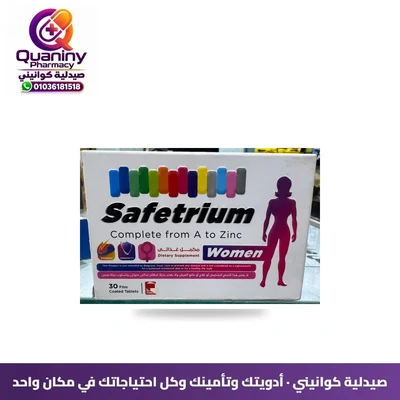 Quaniny
Pharmacy
صيدلية كوانيني
01036181518
Safetrium
Complete from A to Zinc
مكمل غذائي
Dietary Supplement
Women
30 Film
Coated Tablets
صيدلية كوانيني - أدويتك وتأمينك وكل احتياجاتك في مكان واحد